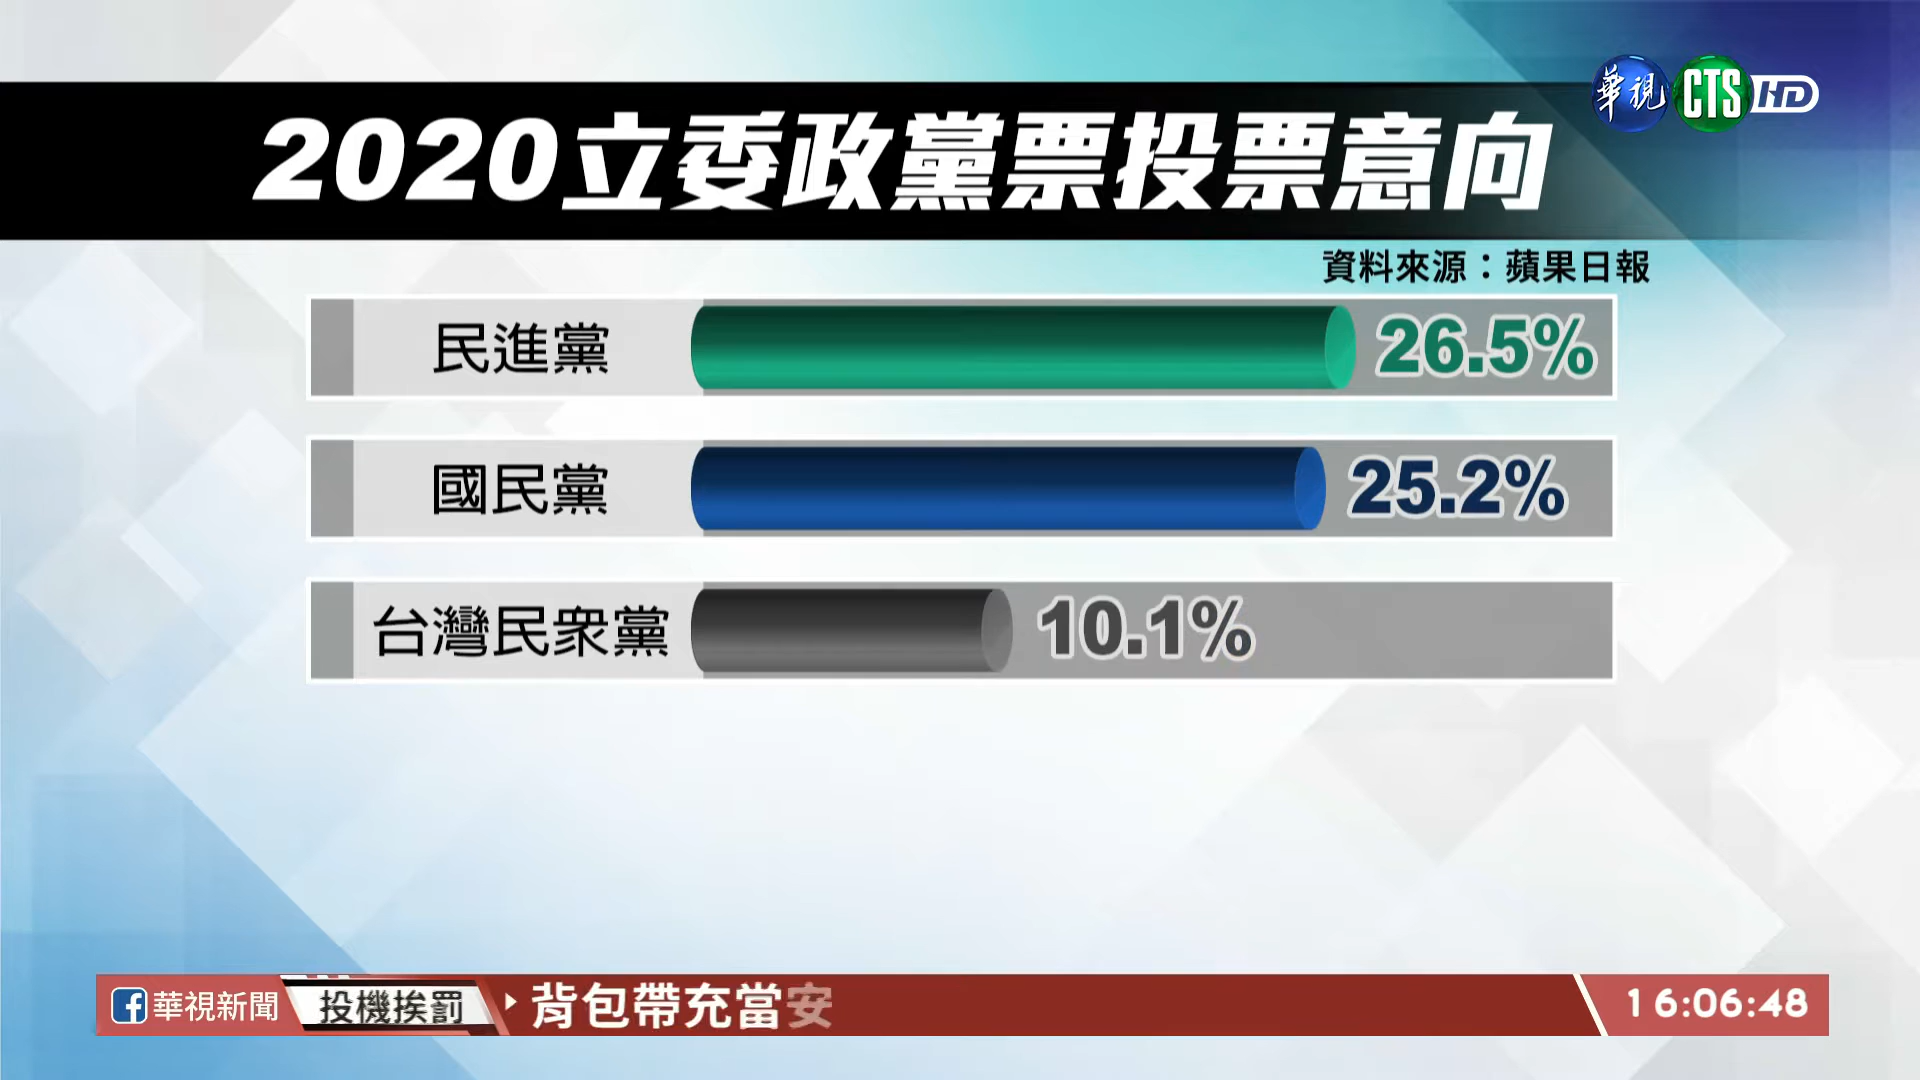 華視 CTS HD
2020立委政黨票投票意向
資料來源：蘋果日報
民進黨 26.5%
國民黨 25.2%
台灣民眾黨 10.1%
華視新聞 投機挨罰 背包帶充當安 16:06:48